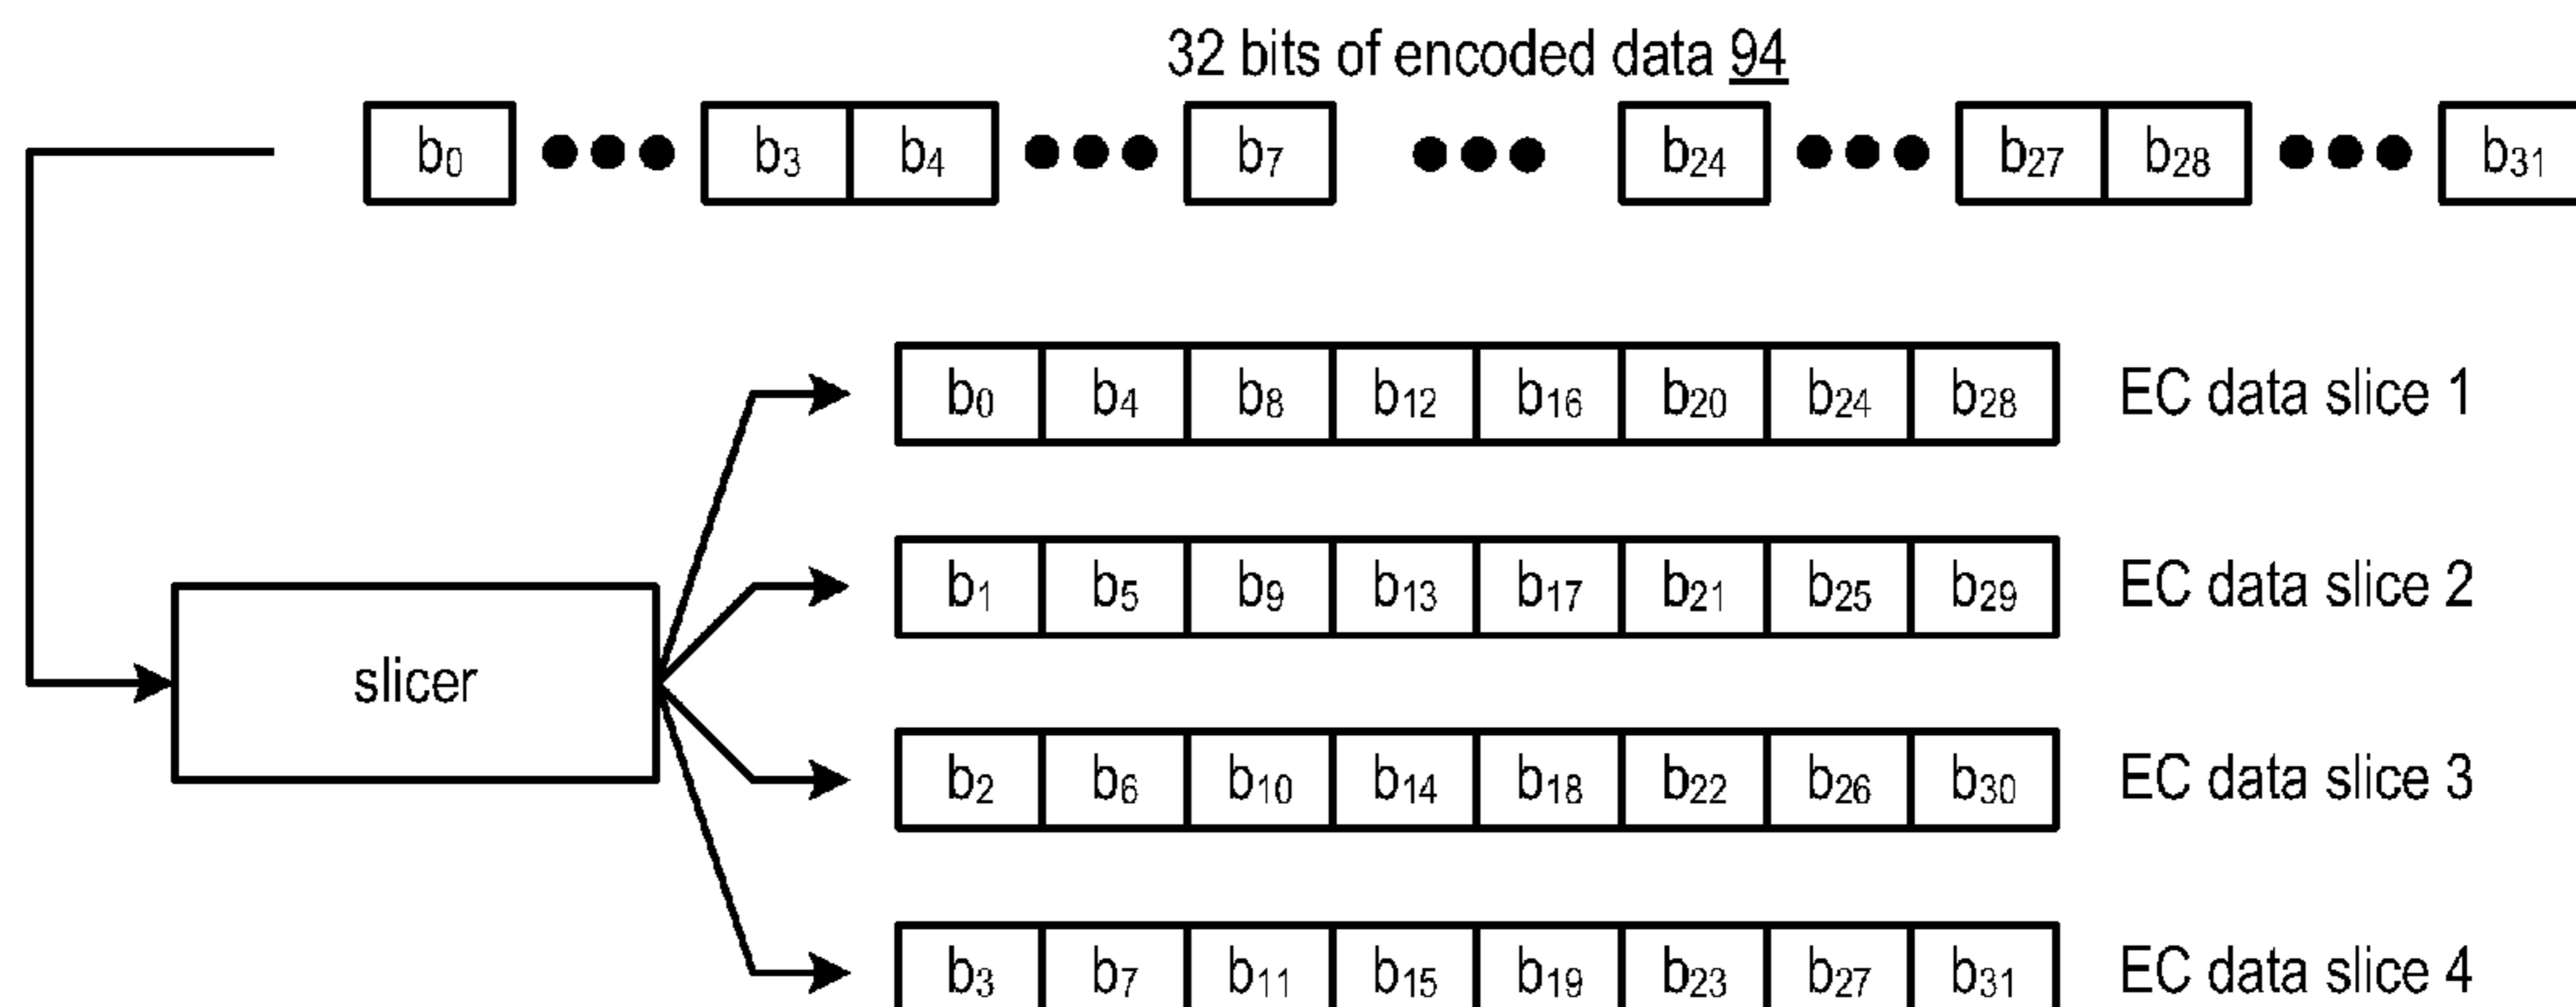 32 bits of encoded data 94
b0 ●●● b3 b4 ●●● b7 ●●● b24 ●●● b27 b28 ●●● b31
b0 b4 b8 b12 b16 b20 b24 b28 EC data slice 1
b1 b5 b9 b13 b17 b21 b25 b29 EC data slice 2
slicer
b2 b6 b10 b14 b18 b22 b26 b30 EC data slice 3
b3 b7 b11 b15 b19 b23 b27 b31 EC data slice 4